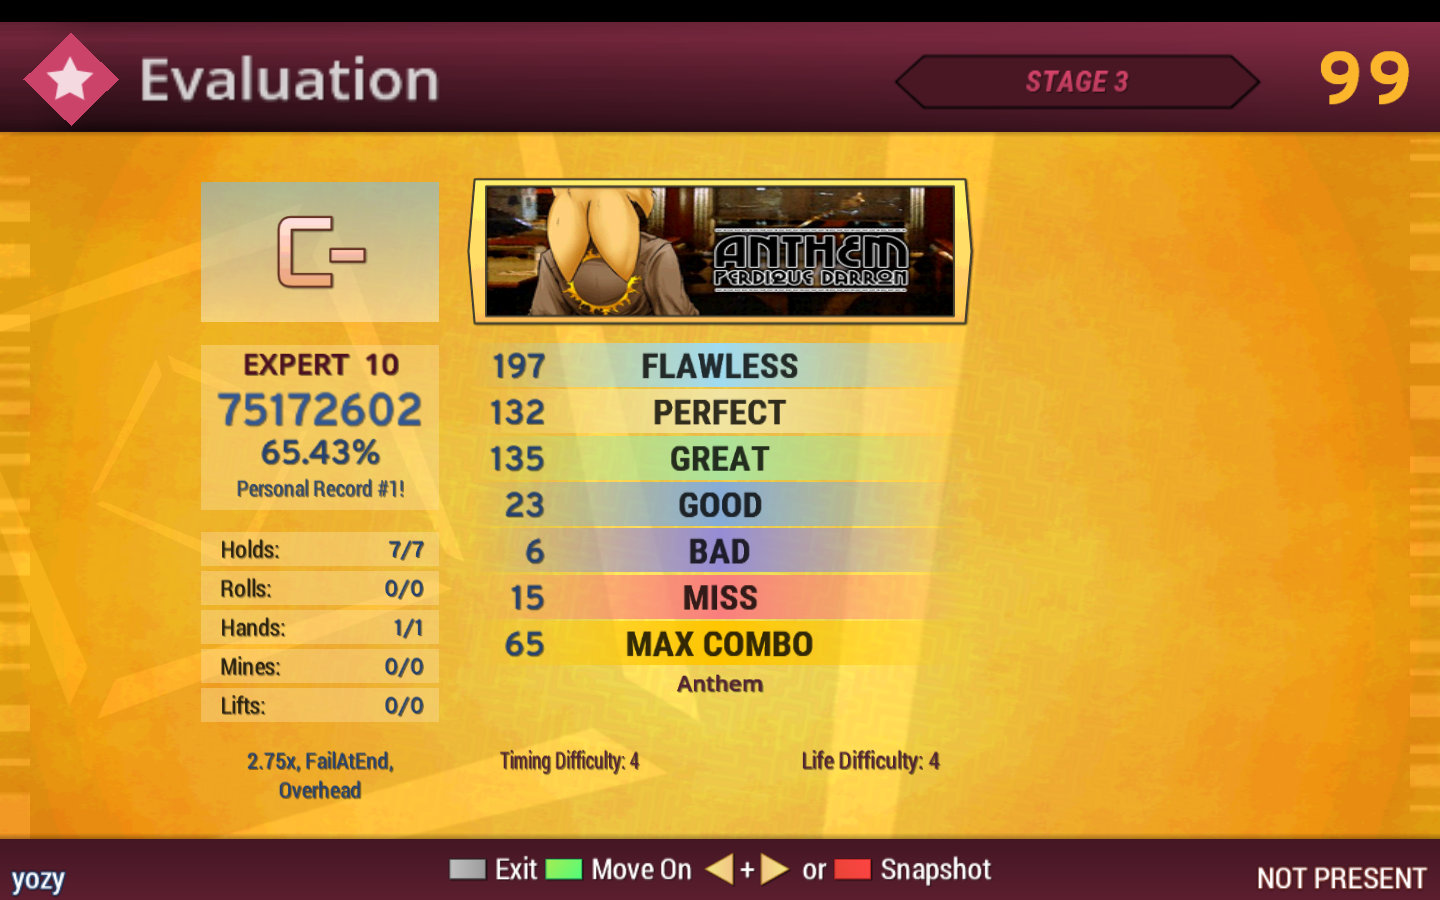 Evaluation
STAGE 3
99
C-
ANTHEM
PERDIQUE DARRON
EXPERT 10
75172602
65.43%
Personal Record #1!
197 FLAWLESS
132 PERFECT
135 GREAT
23 GOOD
6 BAD
15 MISS
65 MAX COMBO
Anthem
Holds: 7/7
Rolls: 0/0
Hands: 1/1
Mines: 0/0
Lifts: 0/0
2.75x, FailAtEnd,
Overhead
Timing Difficulty: 4
Life Difficulty: 4
yozy
Exit Move On + or Snapshot
NOT PRESENT